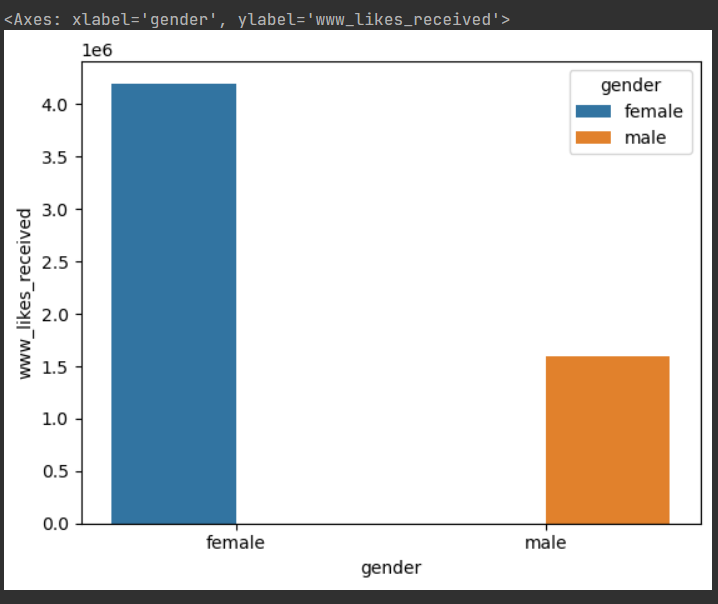 <Axes: xlabel='gender', ylabel='www_likes_received'>
1e6
gender
female
male
4.0
3.5
3.0
2.5
2.0
1.5
1.0
0.5
0.0
www_likes_received
female male
gender